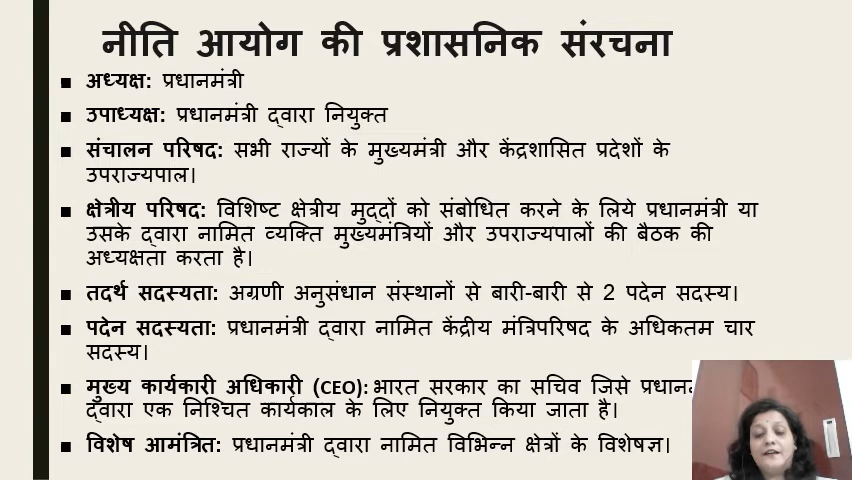 नीति आयोग की प्रशासनिक संरचना
अध्यक्ष: प्रधानमंत्री
उपाध्यक्ष: प्रधानमंत्री द्वारा नियुक्त
संचालन परिषद: सभी राज्यों के मुख्यमंत्री और केंद्रशासित प्रदेशों के
उपराज्यपाल।
क्षेत्रीय परिषद: विशिष्ट क्षेत्रीय मुद्दों को संबोधित करने के लिये प्रधानमंत्री या
उसके द्वारा नामित व्यक्ति मुख्यमंत्रियों और उपराज्यपालों की बैठक की
अध्यक्षता करता है।
तदर्थ सदस्यता: अग्रणी अनुसंधान संस्थानों से बारी-बारी से 2 पदेन सदस्य।
पदेन सदस्यता: प्रधानमंत्री द्वारा नामित केंद्रीय मंत्रिपरिषद के अधिकतम चार
सदस्य।
मुख्य कार्यकारी अधिकारी (CEO): भारत सरकार का सचिव जिसे
द्वारा एक निश्चित कार्यकाल के लिए नियुक्त किया जाता है।
विशेष आमंत्रित: प्रधानमंत्री द्वारा नामित विभिन्न क्षेत्रों के विशेषज्ञ।